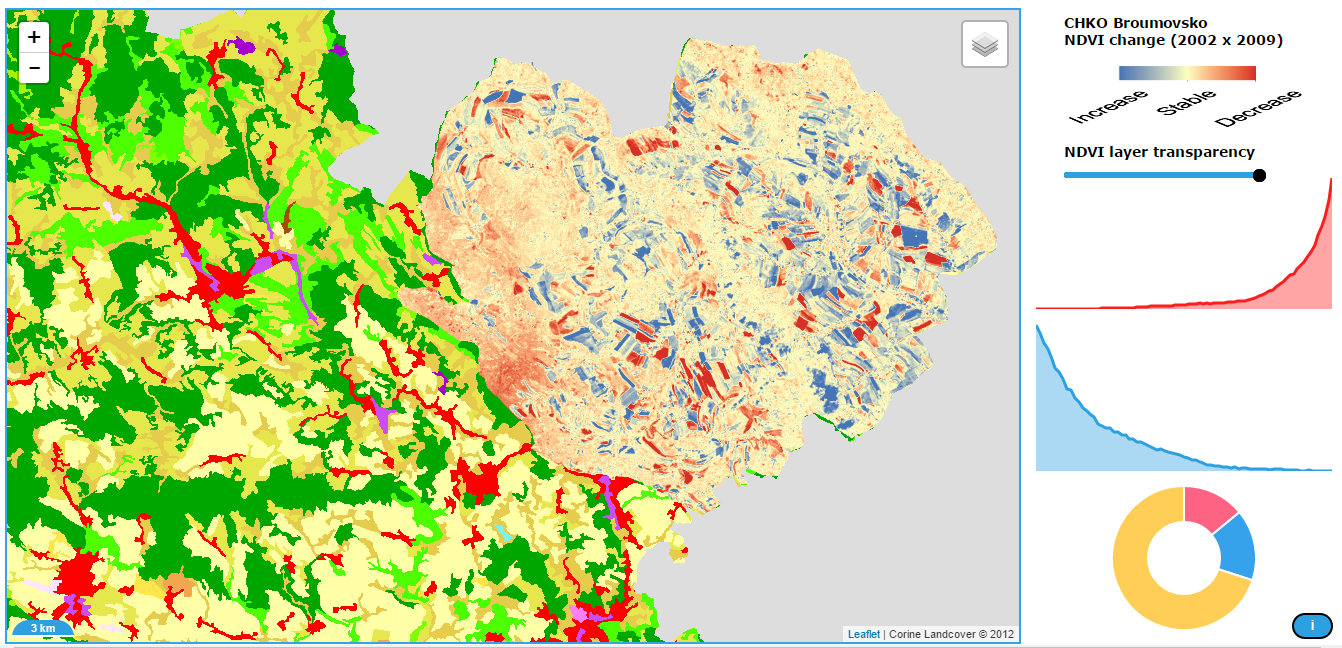 +
−
CHKO Broumovsko
NDVI change (2002 x 2009)
Increase
Stable
Decrease
NDVI layer transparency
3 km
Leaflet | Corine Landcover © 2012
i